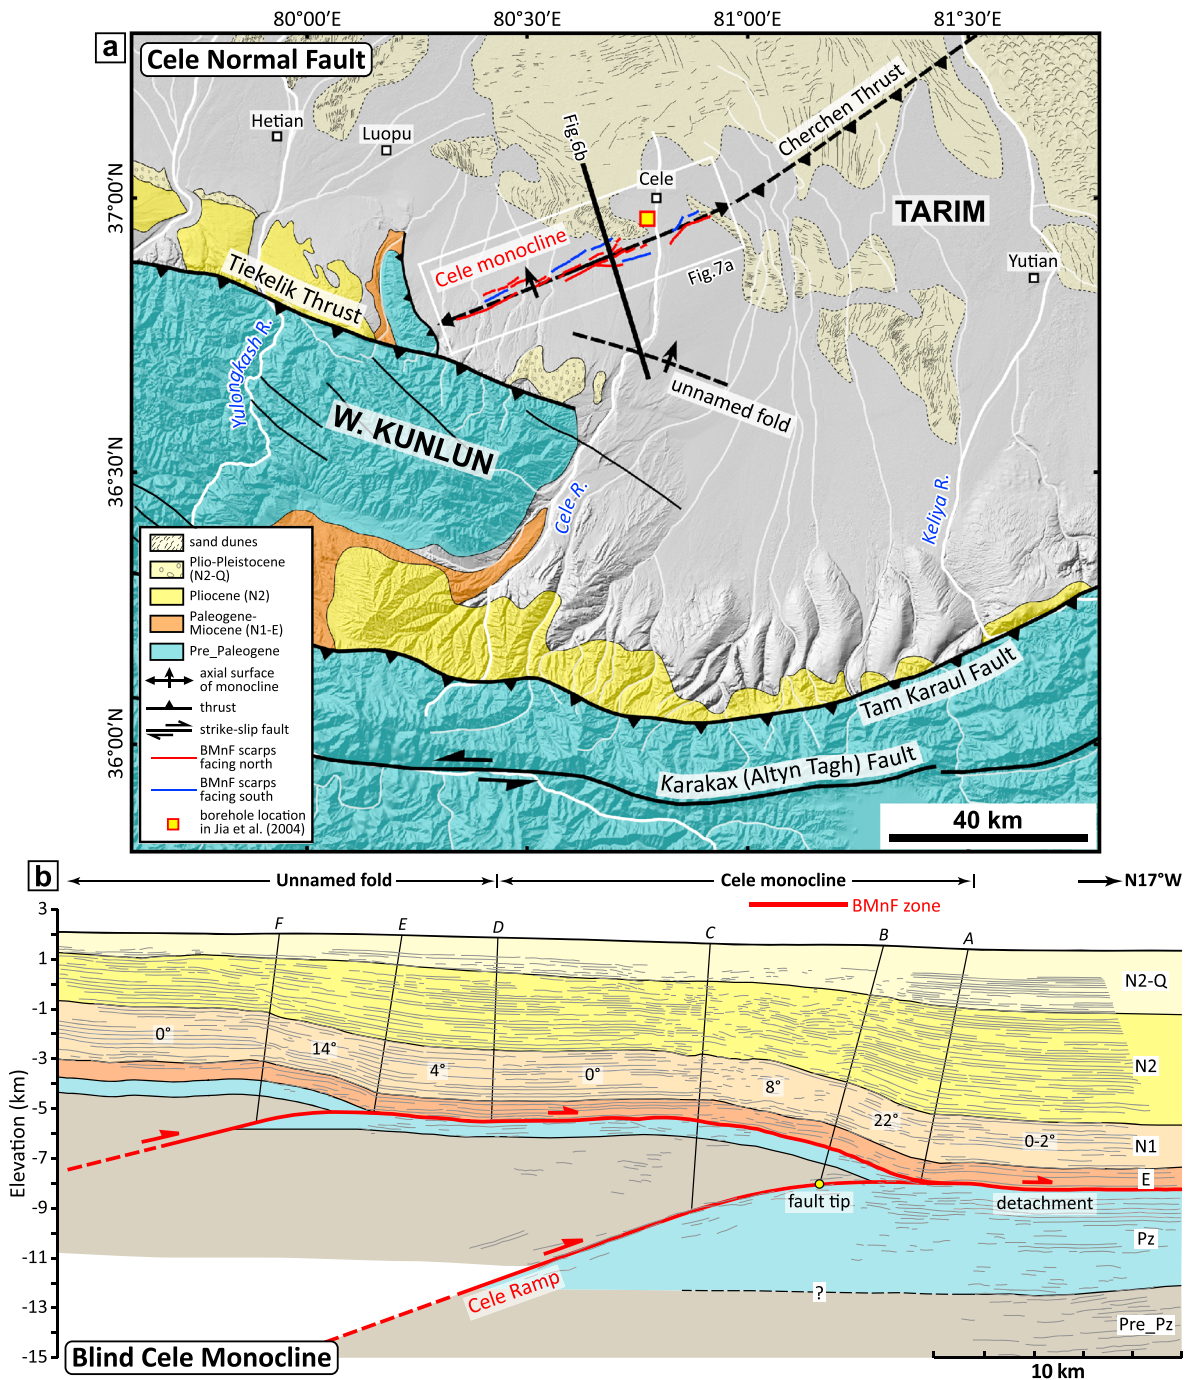 80°00'E 80°30'E 81°00'E 81°30'E
a
Cele Normal Fault
37°00'N
36°30'N
36°00'N
Hetian
Luopu
Fig.6b
Cele
Cherchen Thrust
TARIM
Yutian
Cele monocline
Fig.7a
Tiekelik Thrust
Yulongkash R.
unnamed fold
W. KUNLUN
Cele R.
Keliya R.
sand dunes
Plio-Pleistocene
(N2-Q)
Pliocene (N2)
Paleogene-
Miocene (N1-E)
Pre_Paleogene
axial surface
of monocline
thrust
strike-slip fault
BMnF scarps
facing north
BMnF scarps
facing south
borehole location
in Jia et al. (2004)
Tam Karaul Fault
Karakax (Altyn Tagh) Fault
40 km
b
Unnamed fold
Cele monocline
N17°W
BMnF zone
3
1
-1
-3
-5
-7
-9
-11
-13
-15
Elevation (km)
F E D C B A
N2-Q
0°
14°
4°
0°
8°
22°
0-2°
N2
N1
E
fault tip
detachment
Pz
Cele Ramp
?
Pre_Pz
Blind Cele Monocline
10 km